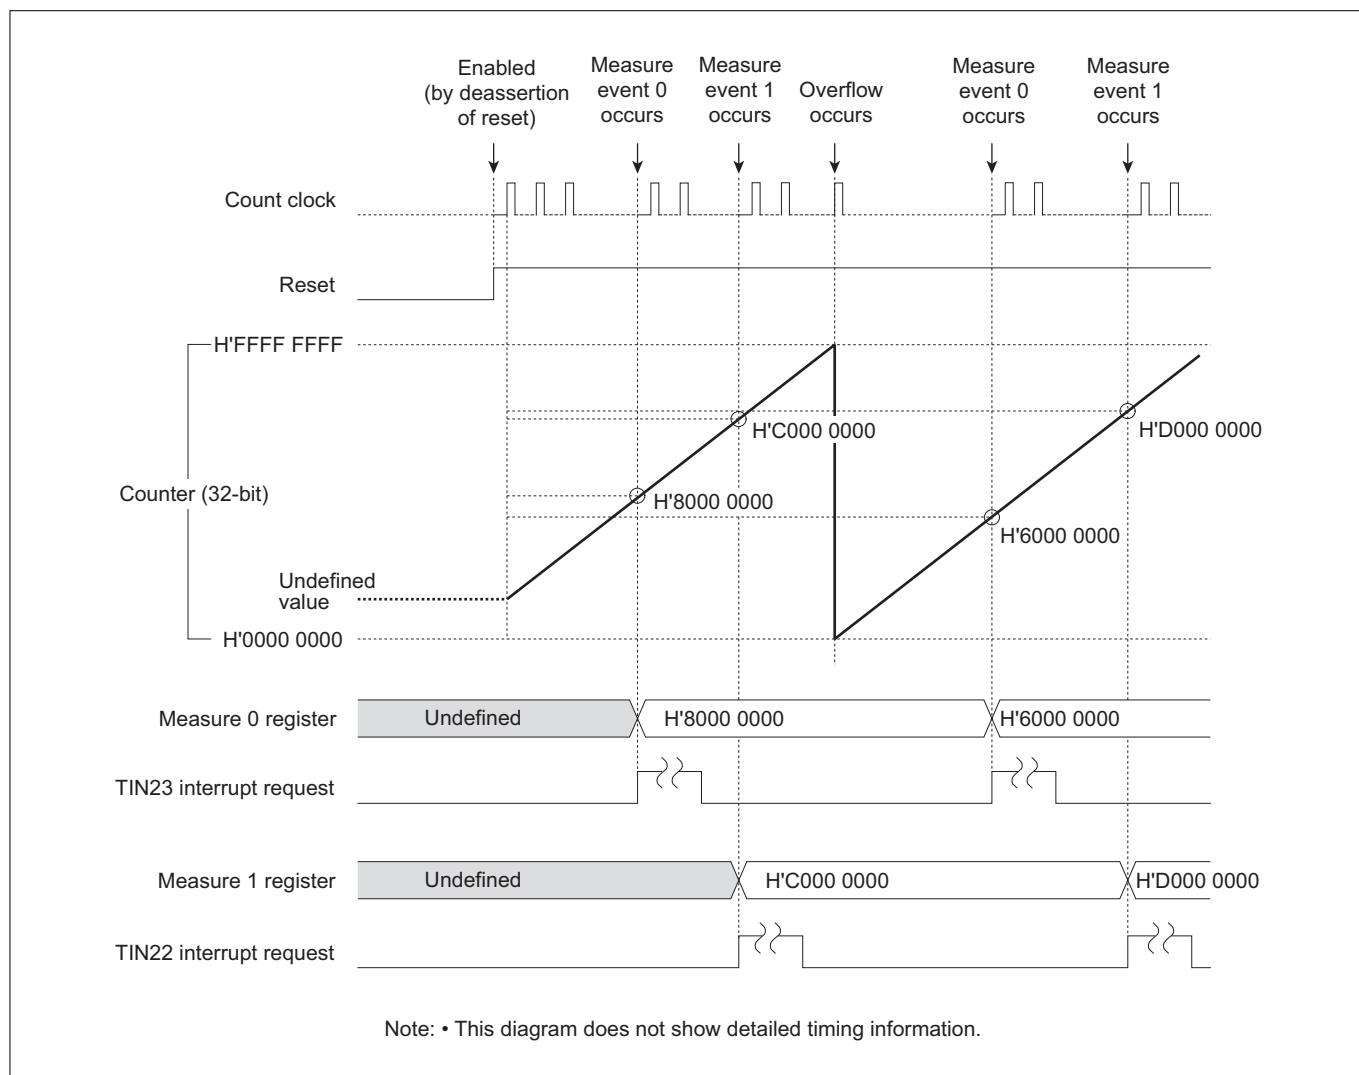 Enabled
(by deassertion
of reset)
Measure
event 0
occurs
Measure
event 1
occurs
Overflow
occurs
Measure
event 0
occurs
Measure
event 1
occurs
Count clock
Reset
H'FFFF FFFF
H'C000 0000
H'D000 0000
Counter (32-bit)
H'8000 0000
H'6000 0000
Undefined
value
H'0000 0000
Measure 0 register
Undefined
H'8000 0000
H'6000 0000
TIN23 interrupt request
Measure 1 register
Undefined
H'C000 0000
H'D000 0000
TIN22 interrupt request
Note: • This diagram does not show detailed timing information.